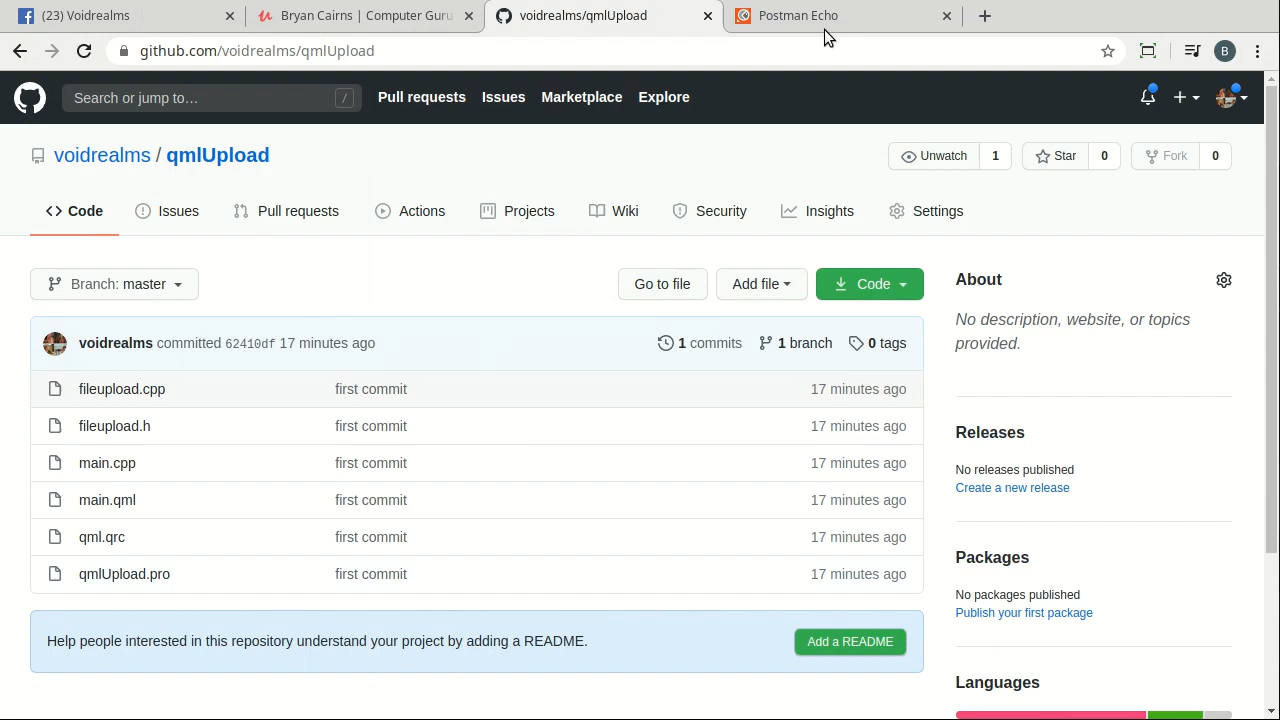 (23) Voidrealms
Bryan Cairns | Computer Guru
voidrealms/qmlUpload
Postman Echo
github.com/voidrealms/qmlUpload
B
Search or jump to…
/
Pull requests
Issues
Marketplace
Explore
voidrealms / qmlUpload
Unwatch 1
Star 0
Fork 0
Code
Issues
Pull requests
Actions
Projects
Wiki
Security
Insights
Settings
Branch: master
Go to file
Add file
Code
voidrealms committed 62410df 17 minutes ago
1 commits
1 branch
0 tags
fileupload.cpp first commit 17 minutes ago
fileupload.h first commit 17 minutes ago
main.cpp first commit 17 minutes ago
main.qml first commit 17 minutes ago
qml.qrc first commit 17 minutes ago
qmlUpload.pro first commit 17 minutes ago
Help people interested in this repository understand your project by adding a README.
Add a README
About
No description, website, or topics
provided.
Releases
No releases published
Create a new release
Packages
No packages published
Publish your first package
Languages